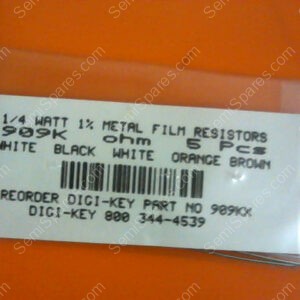 1/4 WATT 1% METAL FILM RESISTORS
909K ohm 5 Pcs
WHITE BLACK WHITE ORANGE BROWN
REORDER DIGI-KEY PART NO 909KX
DIGI-KEY 800 344-4539